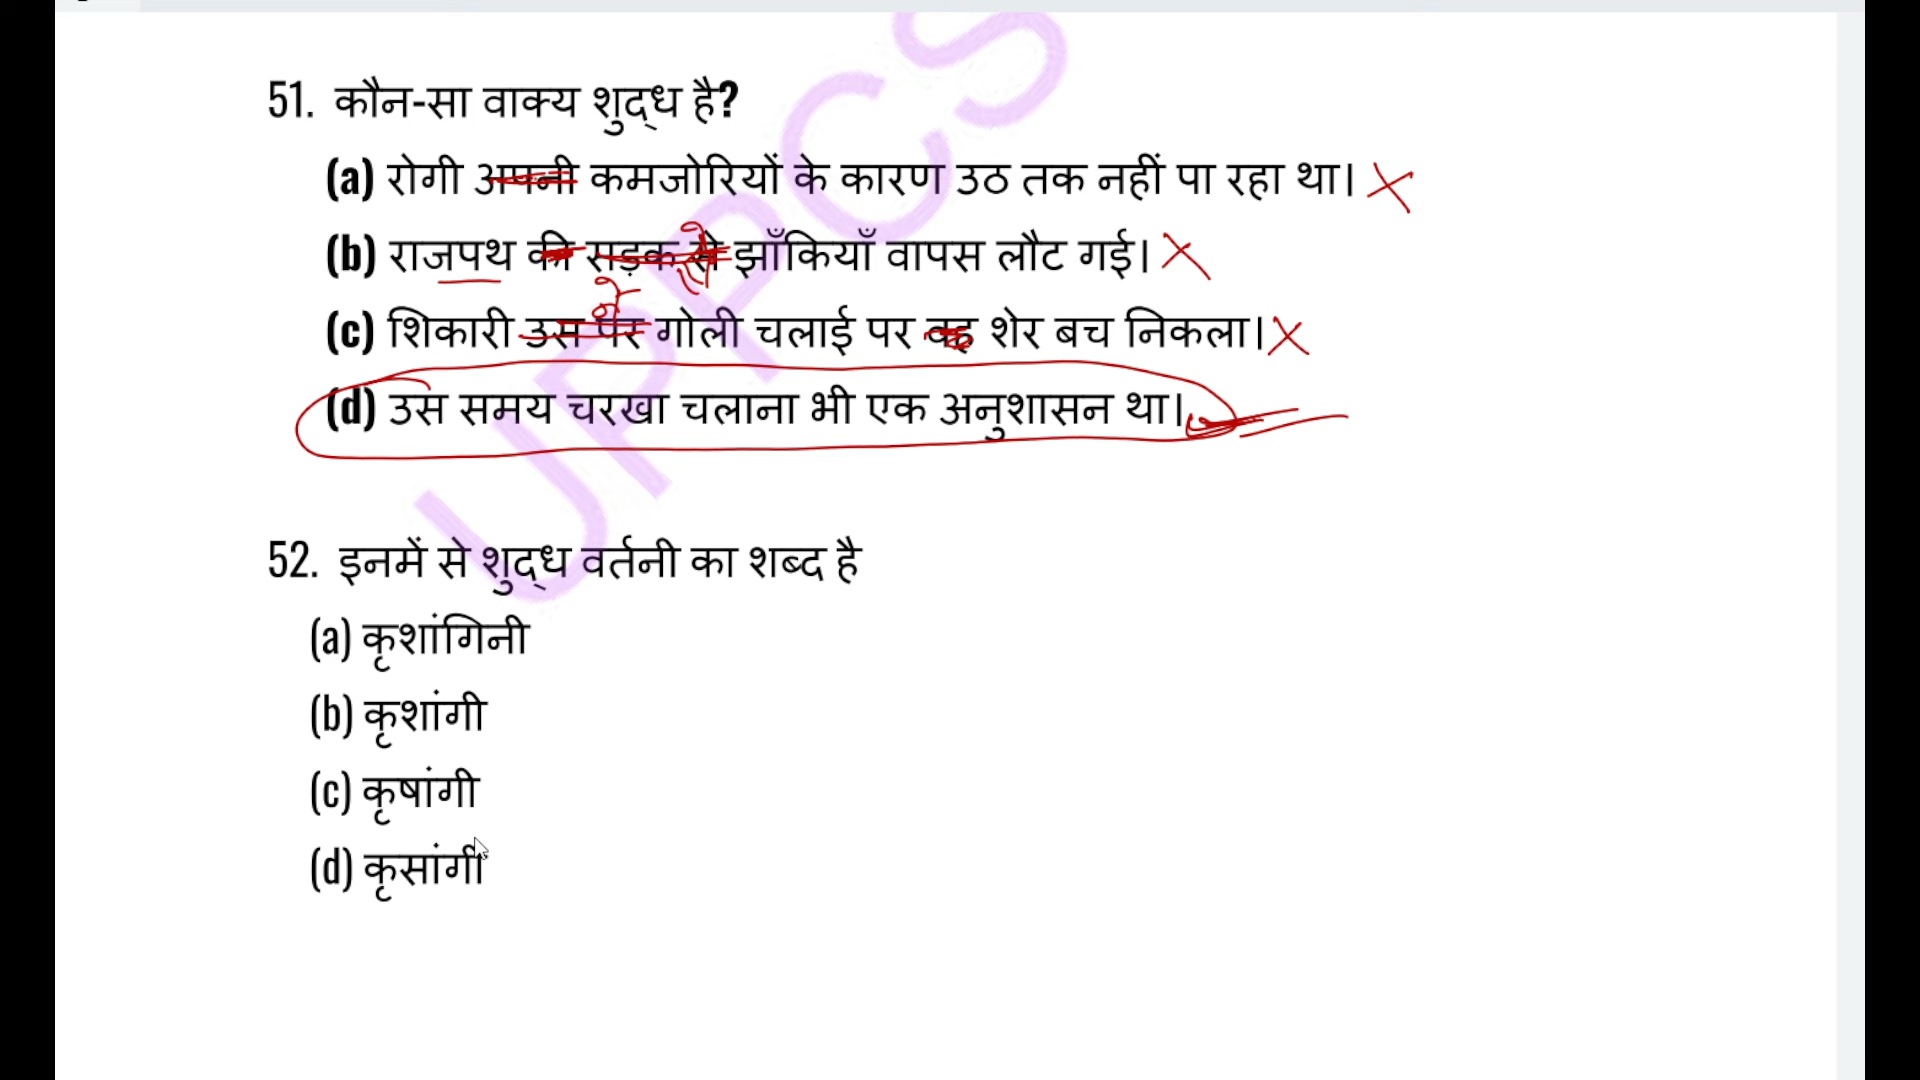 51. कौन-सा वाक्य शुद्ध है?
(a) रोगी अपनी कमजोरियों के कारण उठ तक नहीं पा रहा था।
(b) राजपथ की सड़क से झाँकियाँ वापस लौट गई।
से
(c) शिकारी उस पर गोली चलाई पर वह शेर बच निकला।
ने
(d) उस समय चरखा चलाना भी एक अनुशासन था।
52. इनमें से शुद्ध वर्तनी का शब्द है
(a) कृशांगिनी
(b) कृशांगी
(c) कृषांगी
(d) कृसांगी
UPPCS